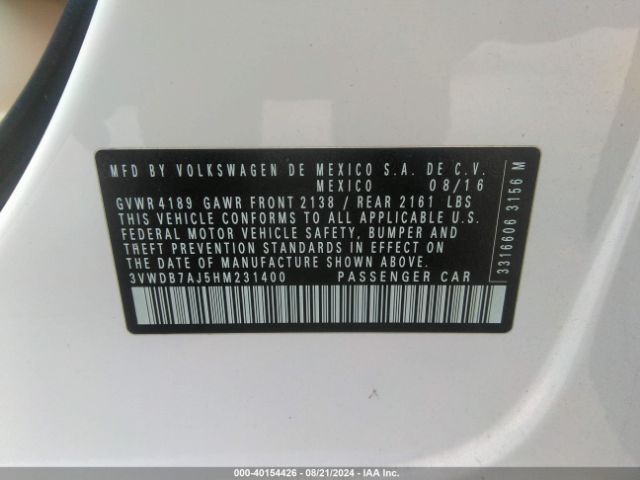 MFD BY VOLKSWAGEN DE MEXICO S.A. DE C.V.
MEXICO 08/16
GVWR 4189 GAWR FRONT 2138 / REAR 2161 LBS
THIS VEHICLE CONFORMS TO ALL APPLICABLE U.S.
FEDERAL MOTOR VEHICLE SAFETY, BUMPER AND
THEFT PREVENTION STANDARDS IN EFFECT ON
THE DATE OF MANUFACTURE SHOWN ABOVE.
3VWDB7AJ5HM231400 PASSENGER CAR
3316606 3156 M
000-40154426 - 08/21/2024 - IAAI.COM